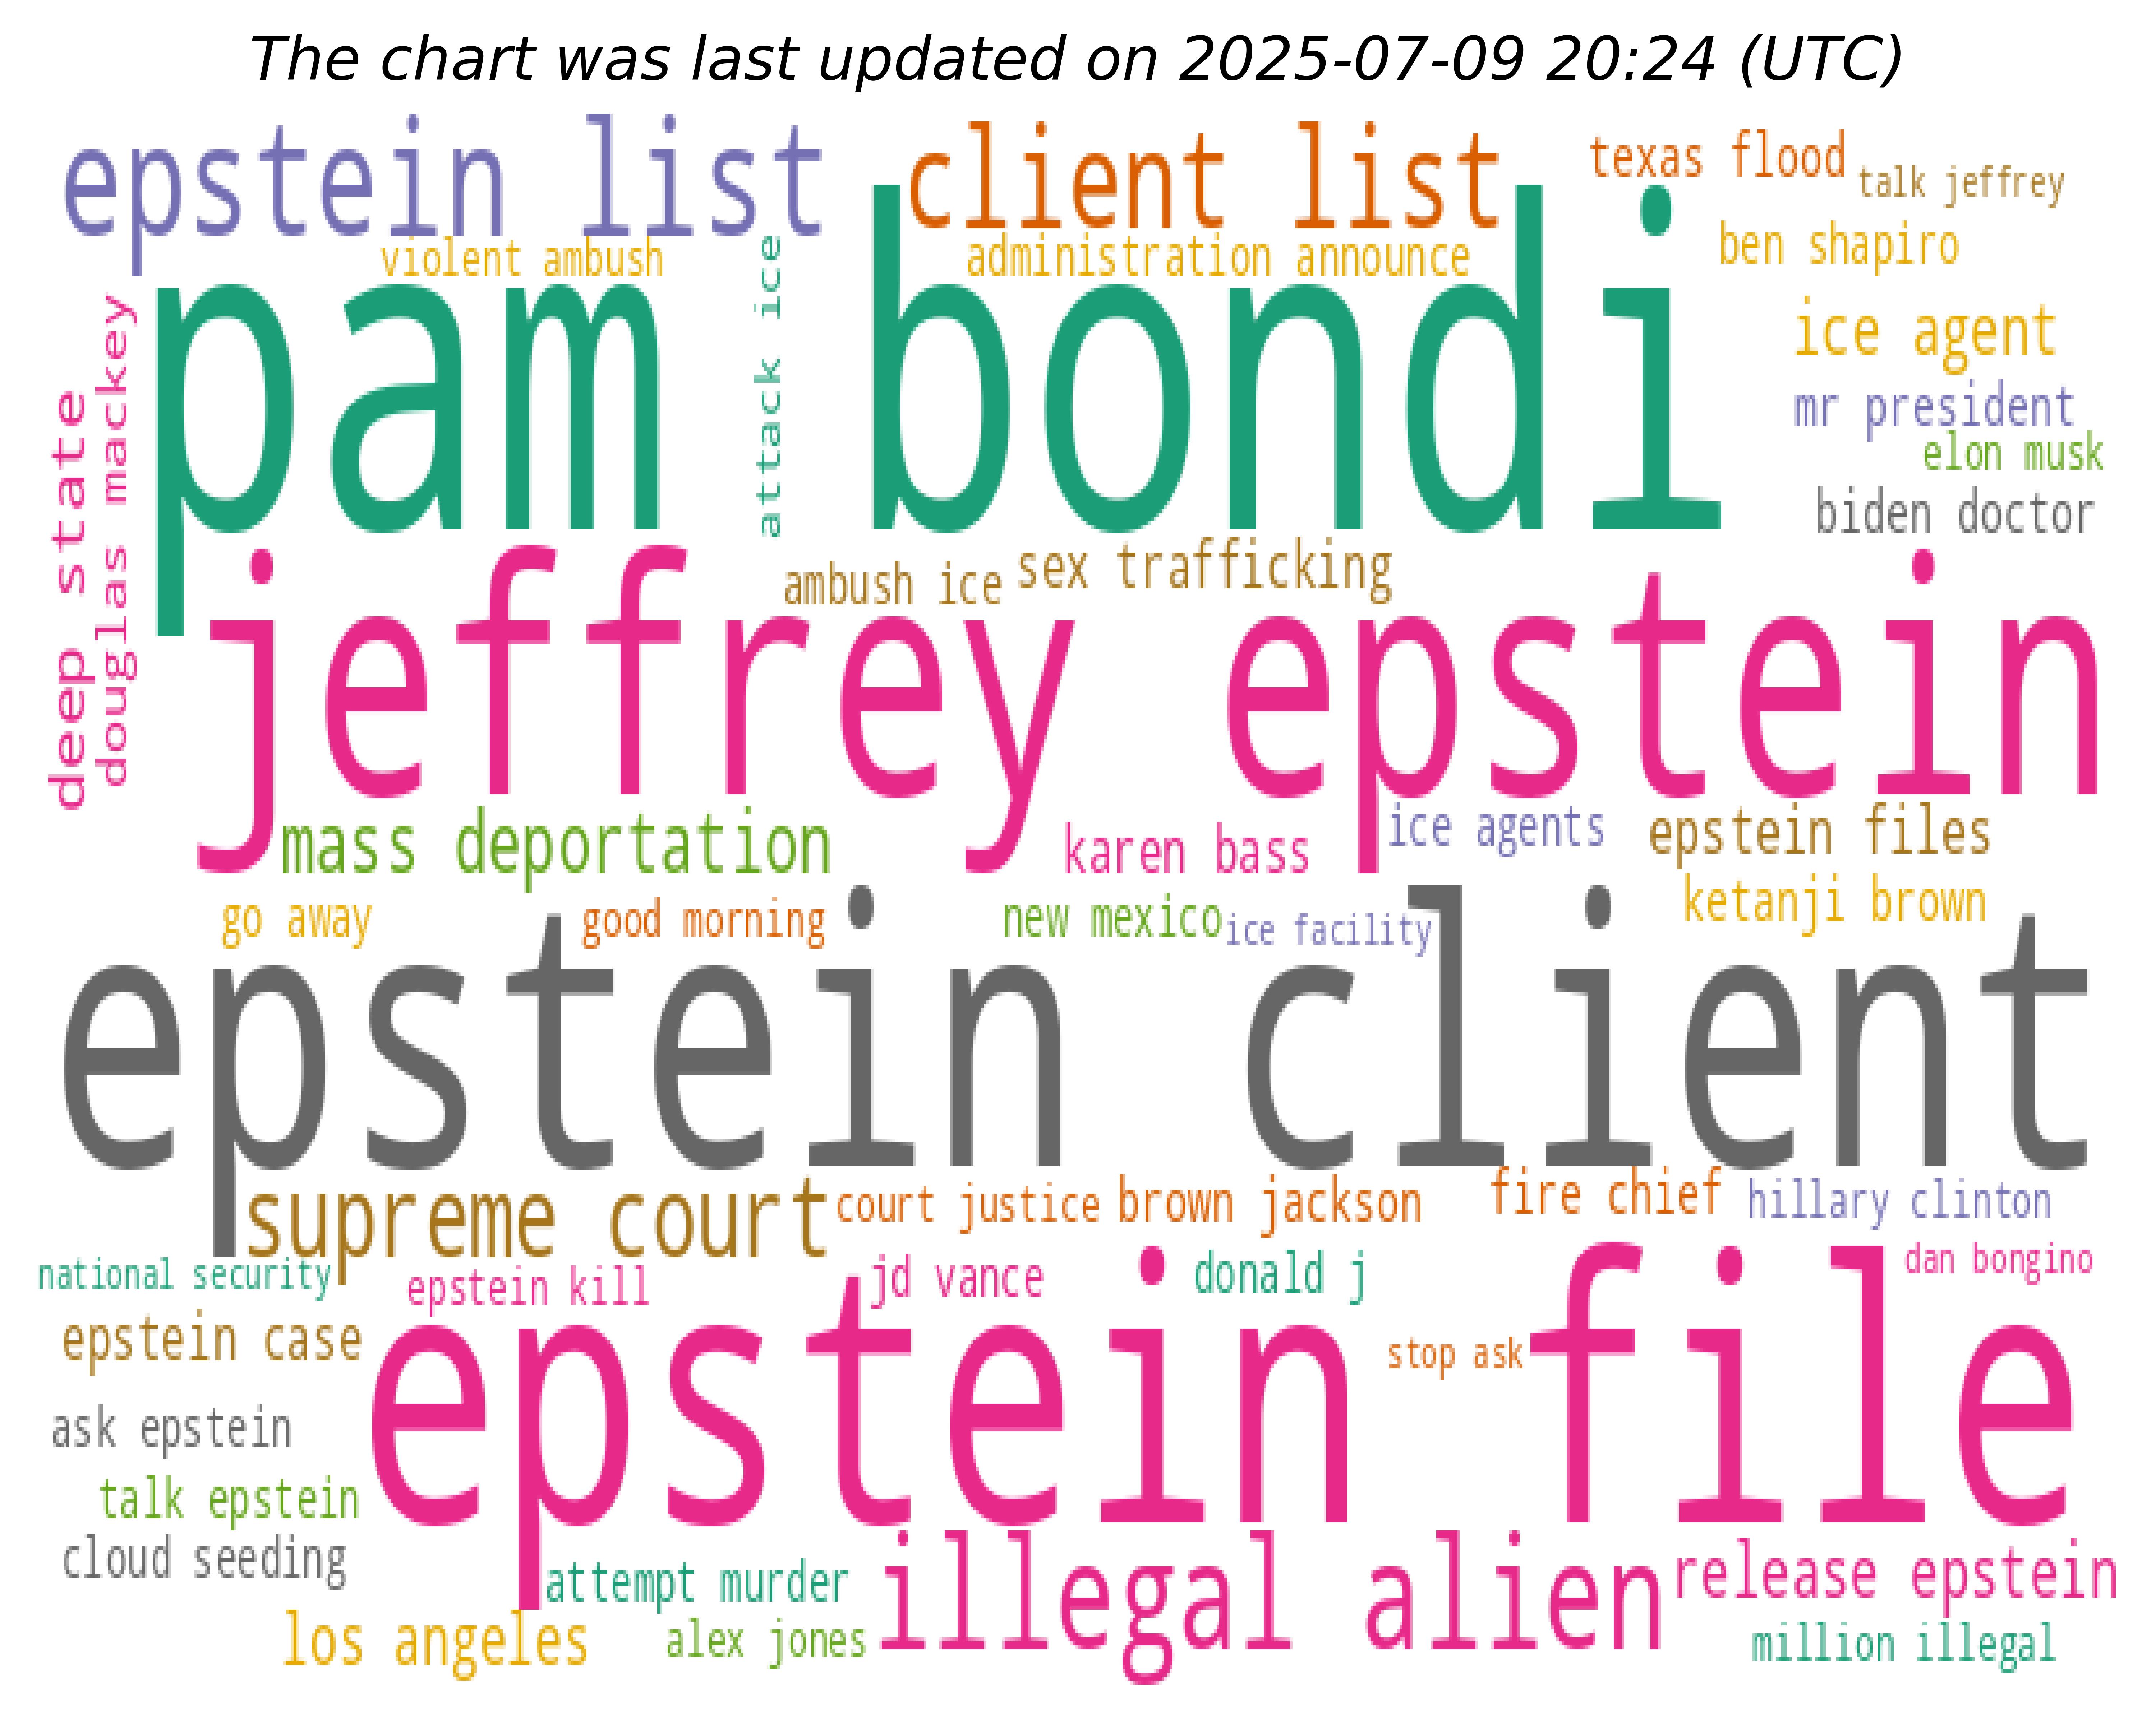 The chart was last updated on 2025-07-09 20:24 (UTC)
epstein list
client list
texas flood
talk jeffrey
violent ambush
administration announce
ben shapiro
pam bondi
attack ice
ice agent
mr president
elon musk
biden doctor
deep state
douglas mackey
ambush ice
sex trafficking
jeffrey epstein
mass deportation
karen bass
ice agents
epstein files
ketanji brown
go away
good morning
new mexico
ice facility
epstein client
supreme court
court justice
brown jackson
fire chief
hillary clinton
national security
epstein kill
jd vance
donald j
dan bongino
epstein case
stop ask
epstein file
ask epstein
talk epstein
cloud seeding
attempt murder
illegal alien
release epstein
los angeles
alex jones
million illegal